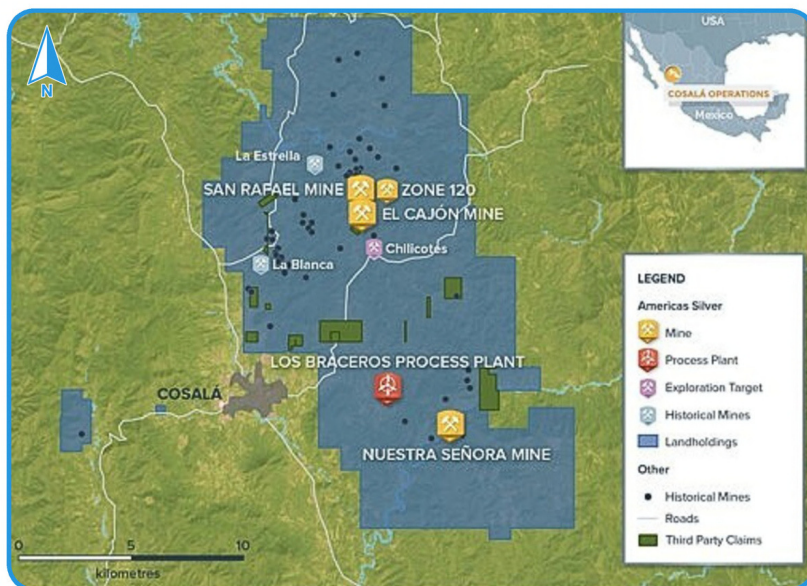 N
USA
COSALÁ OPERATIONS
Mexico
La Estrella
SAN RAFAEL MINE
ZONE 120
EL CAJÓN MINE
Chilicotes
La Blanca
LOS BRACEROS PROCESS PLANT
COSALÁ
NUESTRA SEÑORA MINE
0 5 10
kilometres
LEGEND
Americas Silver
Mine
Process Plant
Exploration Target
Historical Mines
Landholdings
Other
Historical Mines
Roads
Third Party Claims